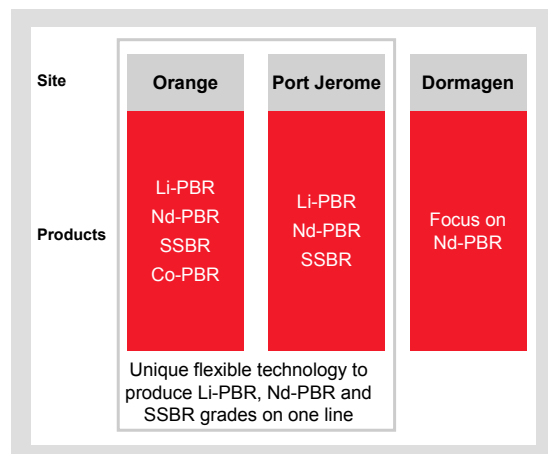 Site
Orange
Port Jerome
Dormagen
Products
Li-PBR
Nd-PBR
SSBR
Co-PBR
Li-PBR
Nd-PBR
SSBR
Focus on
Nd-PBR
Unique flexible technology to
produce Li-PBR, Nd-PBR and
SSBR grades on one line